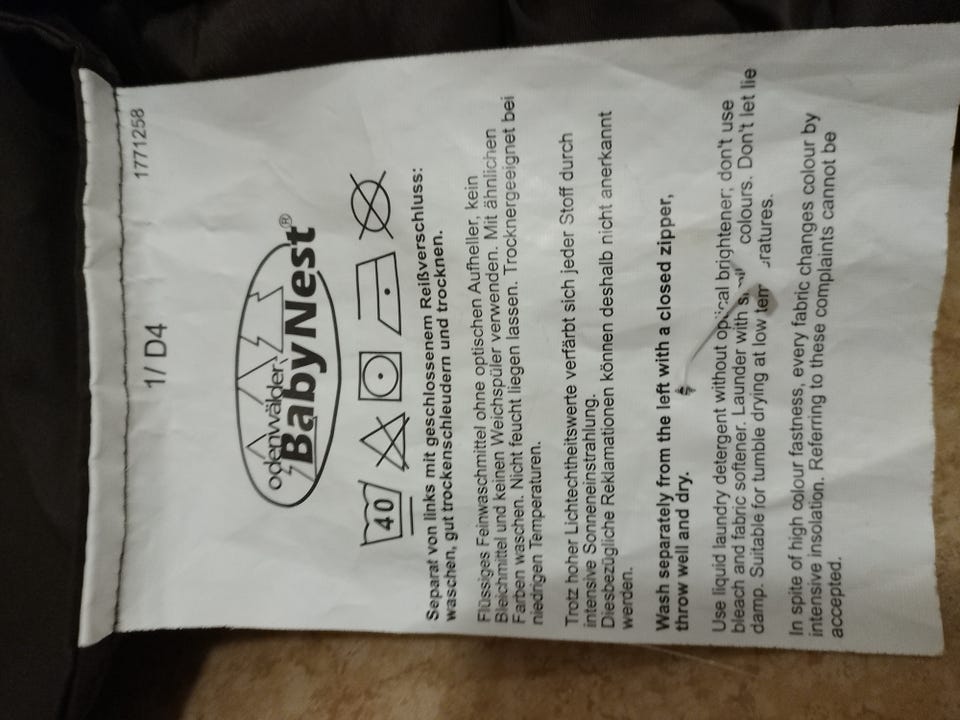 1771258
1/ D4
odenwälder
BabyNest®
40
Separat von links mit geschlossenem Reißverschluss:
waschen, gut trockenschleudern und trocknen.
Flüssiges Feinwaschmittel ohne optischen Aufheller, kein
Bleichmittel und keinen Weichspüler verwenden. Mit ähnlichen
Farben waschen. Nicht feucht liegen lassen. Trocknergeeignet bei
niedrigen Temperaturen.
Trotz hoher Lichtechtheitswerte verfärbt sich jeder Stoff durch
intensive Sonneneinstrahlung.
Diesbezügliche Reklamationen können deshalb nicht anerkannt
werden.
Wash separately from the left with a closed zipper,
throw well and dry.
Use liquid laundry detergent without optical brightener; don't use
bleach and fabric softener. Launder with colours. Don't let lie
damp. Suitable for tumble drying at low
In spite of high colour fastness, every fabric changes colour by
intensive insolation. Referring to these complaints cannot be
accepted.